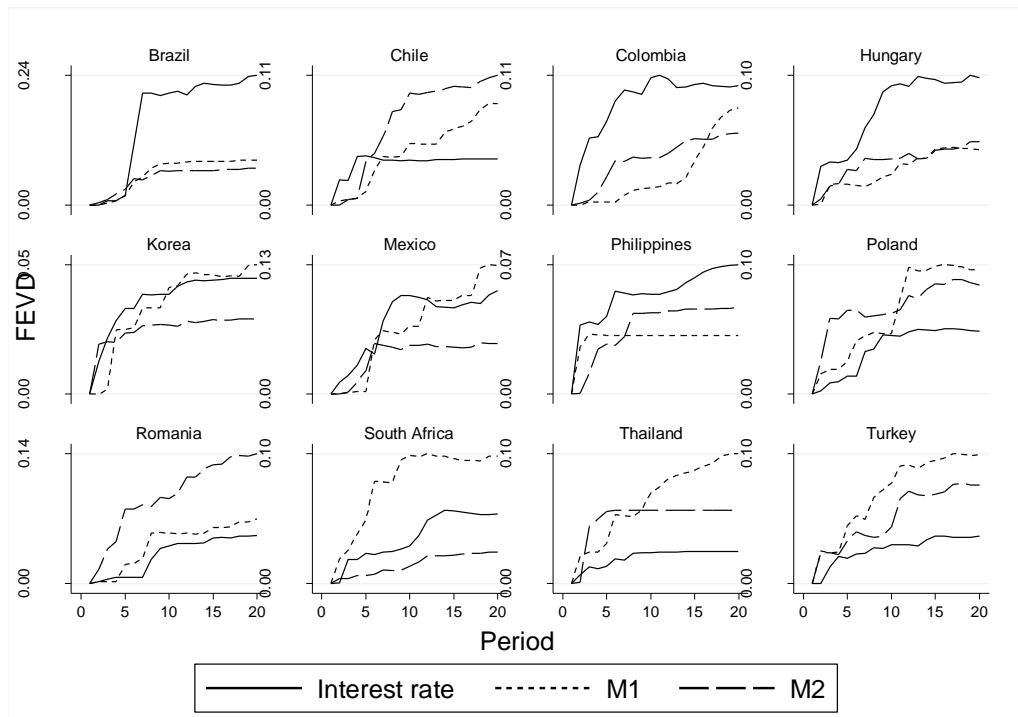 Brazil Chile Colombia Hungary
0.24 0.11 0.11 0.10
0.00 0.00 0.00 0.00
Korea Mexico Philippines Poland
0.05 0.13 0.07 0.10
FEVD
0.00 0.00 0.00 0.00
Romania South Africa Thailand Turkey
0.14 0.10 0.10 0.10
0.00 0.00 0.00 0.00
0 5 10 15 20 0 5 10 15 20 0 5 10 15 20 0 5 10 15 20
Period
Interest rate M1 M2